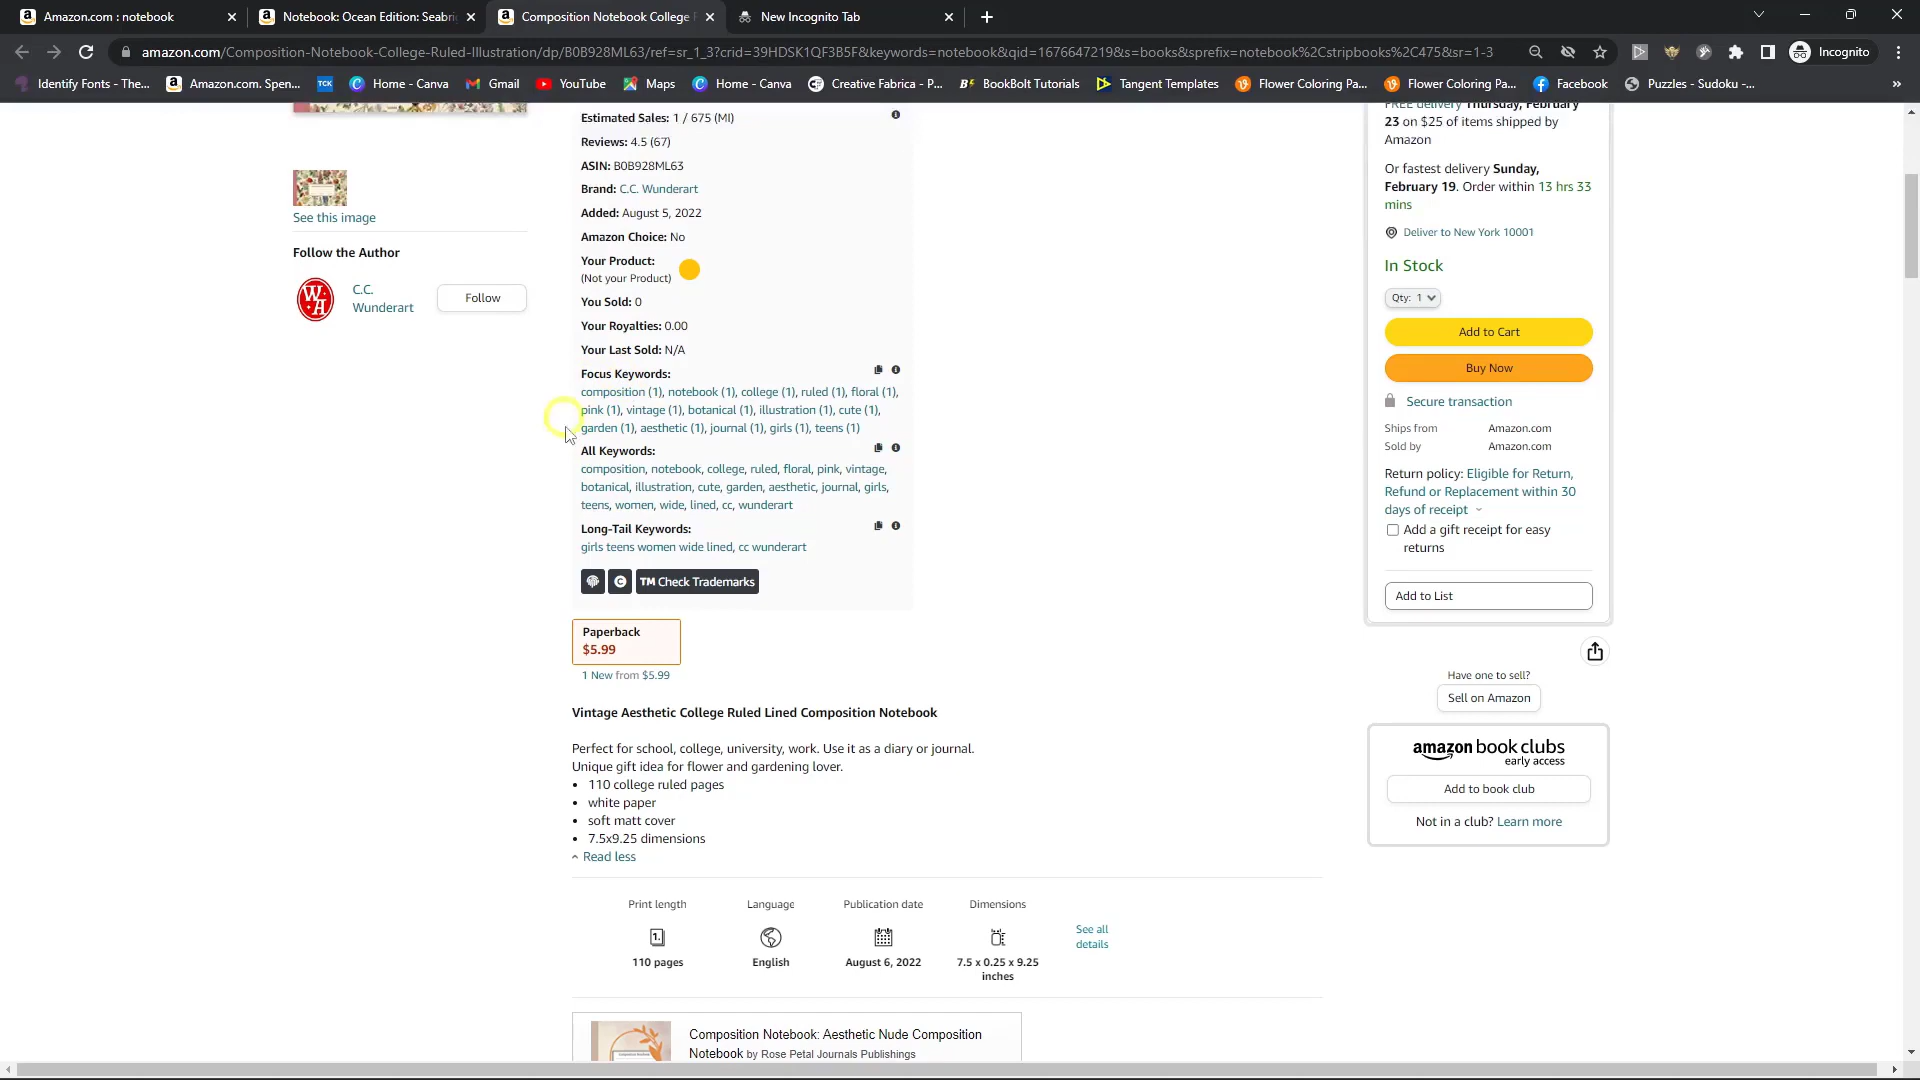 Amazon.com : notebook
Notebook: Ocean Edition: Seabri
Composition Notebook College
New Incognito Tab
amazon.com/Composition-Notebook-College-Ruled-Illustration/dp/B0B928ML63/ref=sr_1_3?crid=39HDSK1QF3B5F&keywords=notebook&qid=1676647219&s=books&sprefix=notebook%2Cstripbooks%2C475&sr=1-3
Incognito
Identify Fonts - The...
Amazon.com. Spen...
TCK
Home - Canva
Gmail
YouTube
Maps
Home - Canva
Creative Fabrica - P...
BookBolt Tutorials
Tangent Templates
Flower Coloring Pa...
Flower Coloring Pa...
Facebook
Puzzles - Sudoku -...
»
See this image
Follow the Author
C.C.
Wunderart
Follow
Estimated Sales: 1 / 675 (MI)
Reviews: 4.5 (67)
ASIN: B0B928ML63
Brand: C.C. Wunderart
Added: August 5, 2022
Amazon Choice: No
Your Product:
(Not your Product)
You Sold: 0
Your Royalties: 0.00
Your Last Sold: N/A
Focus Keywords:
composition (1), notebook (1), college (1), ruled (1), floral (1),
pink (1), vintage (1), botanical (1), illustration (1), cute (1),
garden (1), aesthetic (1), journal (1), girls (1), teens (1)
All Keywords:
composition, notebook, college, ruled, floral, pink, vintage,
botanical, illustration, cute, garden, aesthetic, journal, girls,
teens, women, wide, lined, cc, wunderart
Long-Tail Keywords:
girls teens women wide lined, cc wunderart
TM Check Trademarks
Paperback
$5.99
1 New from $5.99
Vintage Aesthetic College Ruled Lined Composition Notebook
Perfect for school, college, university, work. Use it as a diary or journal.
Unique gift idea for flower and gardening lover.
• 110 college ruled pages
• white paper
• soft matt cover
• 7.5x9.25 dimensions
Read less
Print length
Language
Publication date
Dimensions
110 pages
English
August 6, 2022
7.5 x 0.25 x 9.25
inches
See all
details
Composition Notebook: Aesthetic Nude Composition
Notebook by Rose Petal Journals Publishings
FREE delivery Thursday, February
23 on $25 of items shipped by
Amazon
Or fastest delivery Sunday,
February 19. Order within 13 hrs 33
mins
Deliver to New York 10001
In Stock
Qty: 1
Add to Cart
Buy Now
Secure transaction
Ships from Amazon.com
Sold by Amazon.com
Return policy: Eligible for Return,
Refund or Replacement within 30
days of receipt
Add a gift receipt for easy
returns
Add to List
Have one to sell?
Sell on Amazon
amazon book clubs
early access
Add to book club
Not in a club? Learn more